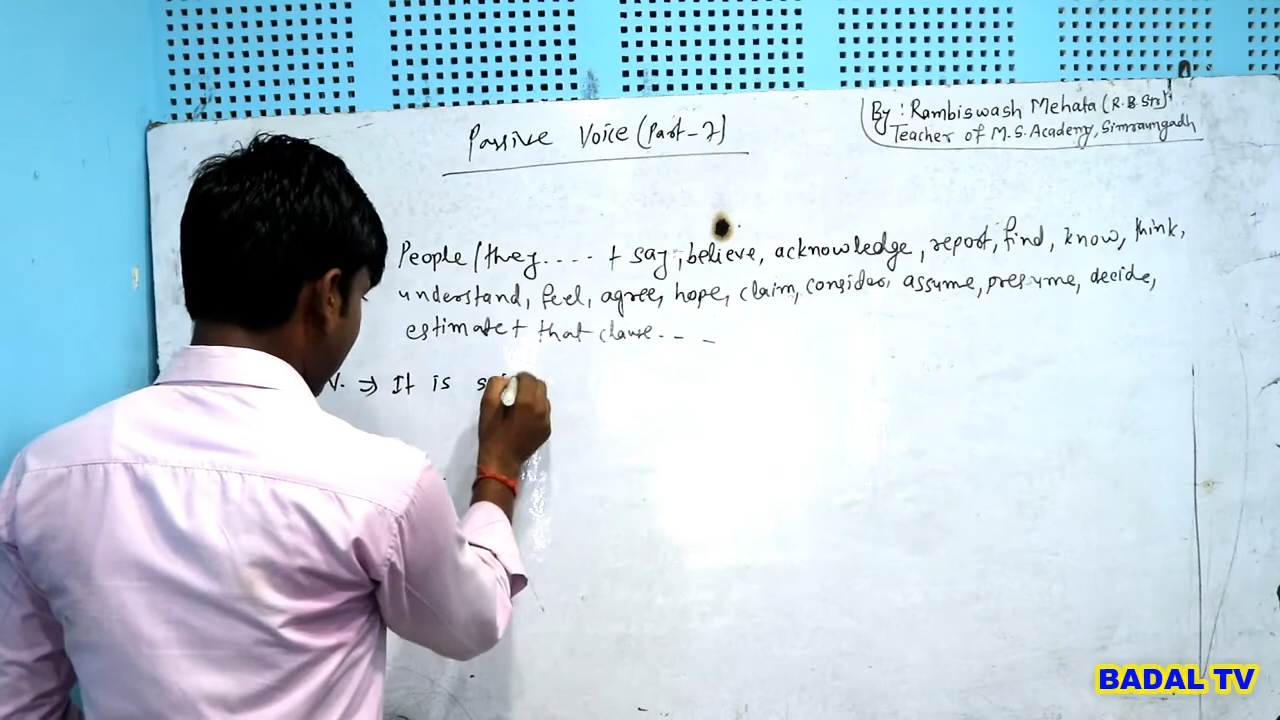 Passive Voice (Part-7)
By : Rambiswash Mehata (R.B Str)
Teacher of M.S. Academy, Simraungadh
People / they .... + say, believe, acknowledge, report, find, know, think,
understand, feel, agree, hope, claim, consider, assume, presume, decide,
estimate + that clause ...
V. ⇒ It is
BADAL TV